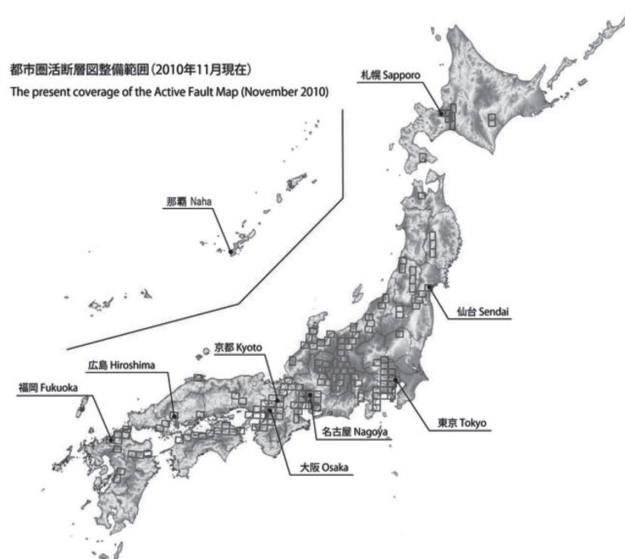 都市圏活断層図整備範囲(2010年11月現在)
The present coverage of the Active Fault Map (November 2010)
札幌 Sapporo
那覇 Naha
仙台 Sendai
京都 Kyoto
広島 Hiroshima
福岡 Fukuoka
東京 Tokyo
名古屋 Nagoya
大阪 Osaka